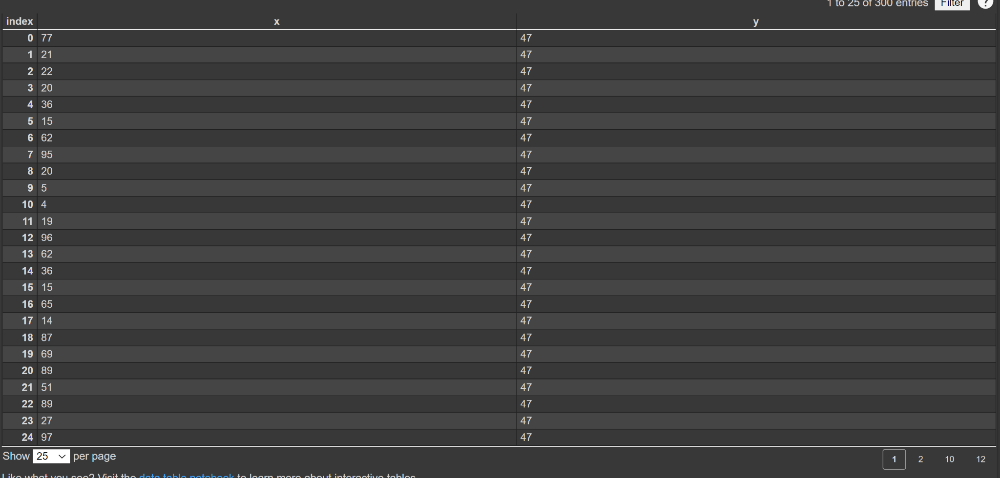 1 to 25 of 300 entries Filter ?
index x y
0 77 47
1 21 47
2 22 47
3 20 47
4 36 47
5 15 47
6 62 47
7 95 47
8 20 47
9 5 47
10 4 47
11 19 47
12 96 47
13 62 47
14 36 47
15 15 47
16 65 47
17 14 47
18 87 47
19 69 47
20 89 47
21 51 47
22 89 47
23 27 47
24 97 47
Show 25 per page 1 2 10 12
Like what you see? Visit the data table notebook to learn more about interactive tables.